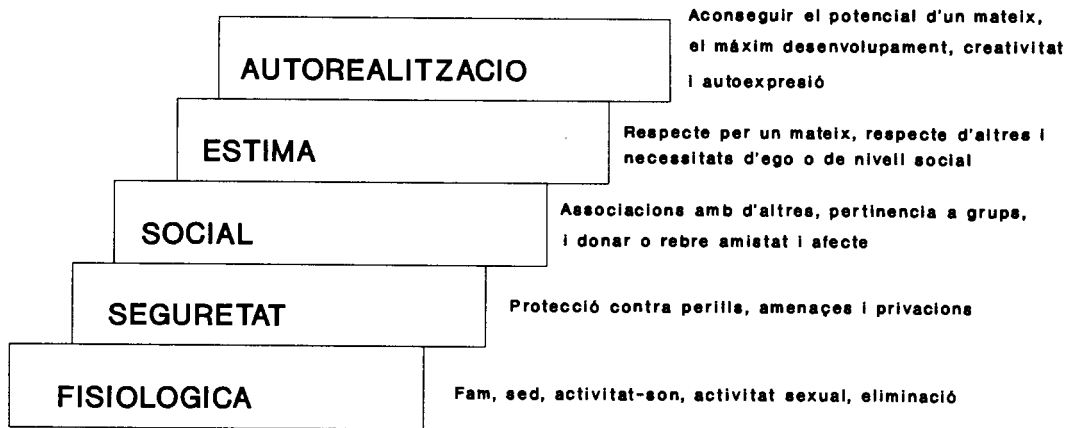 Aconseguir el potencial d'un mateix,
el máxim desenvolupament, creativitat
i autoexpresió
AUTOREALITZACIO
Respecte per un mateix, respecte d'altres i
necessitats d'ego o de nivell social
ESTIMA
Associacions amb d'altres, pertinencia a grups,
i donar o rebre amistat i afecte
SOCIAL
Protecció contra perills, amenaçes i privacions
SEGURETAT
Fam, sed, activitat-son, activitat sexual, eliminació
FISIOLOGICA